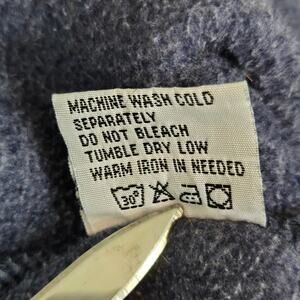 MACHINE WASH COLD
SEPARATELY
DO NOT BLEACH
TUMBLE DRY LOW
WARM IRON IN NEEDED
30°